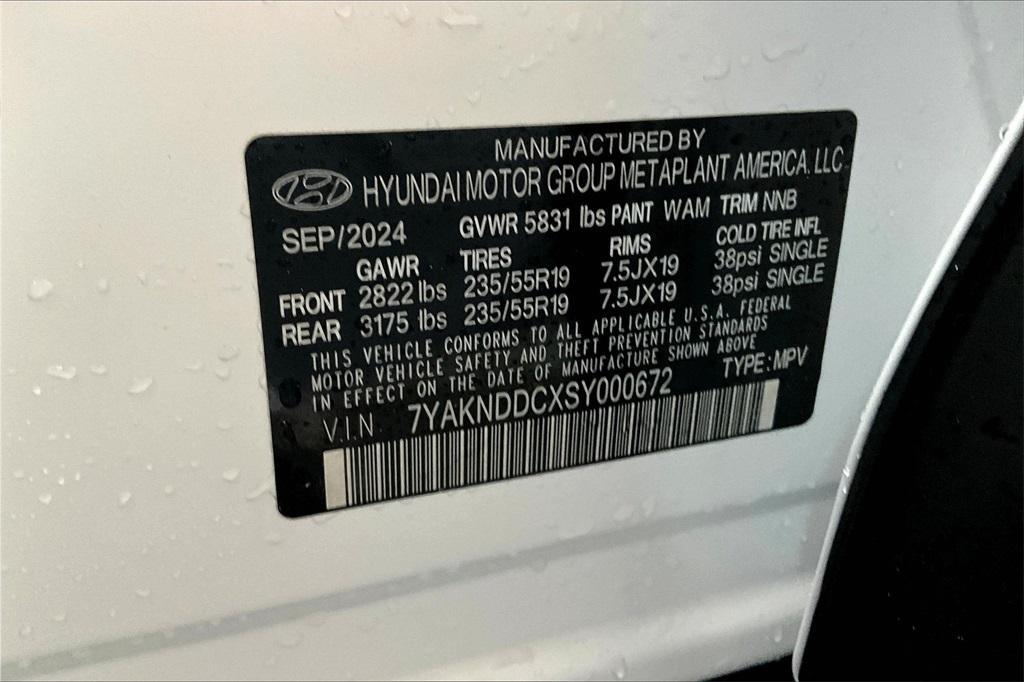 MANUFACTURED BY
HYUNDAI MOTOR GROUP METAPLANT AMERICA, LLC
SEP/2024 GVWR 5831 lbs PAINT WAM TRIM NNB
GAWR TIRES RIMS COLD TIRE INFL
FRONT 2822 lbs 235/55R19 7.5JX19 38psi SINGLE
REAR 3175 lbs 235/55R19 7.5JX19 38psi SINGLE
THIS VEHICLE CONFORMS TO ALL APPLICABLE U.S.A. FEDERAL
MOTOR VEHICLE SAFETY AND THEFT PREVENTION STANDARDS
IN EFFECT ON THE DATE OF MANUFACTURE SHOWN ABOVE
V.I.N. 7YAKNDDCXSY000672 TYPE:MPV